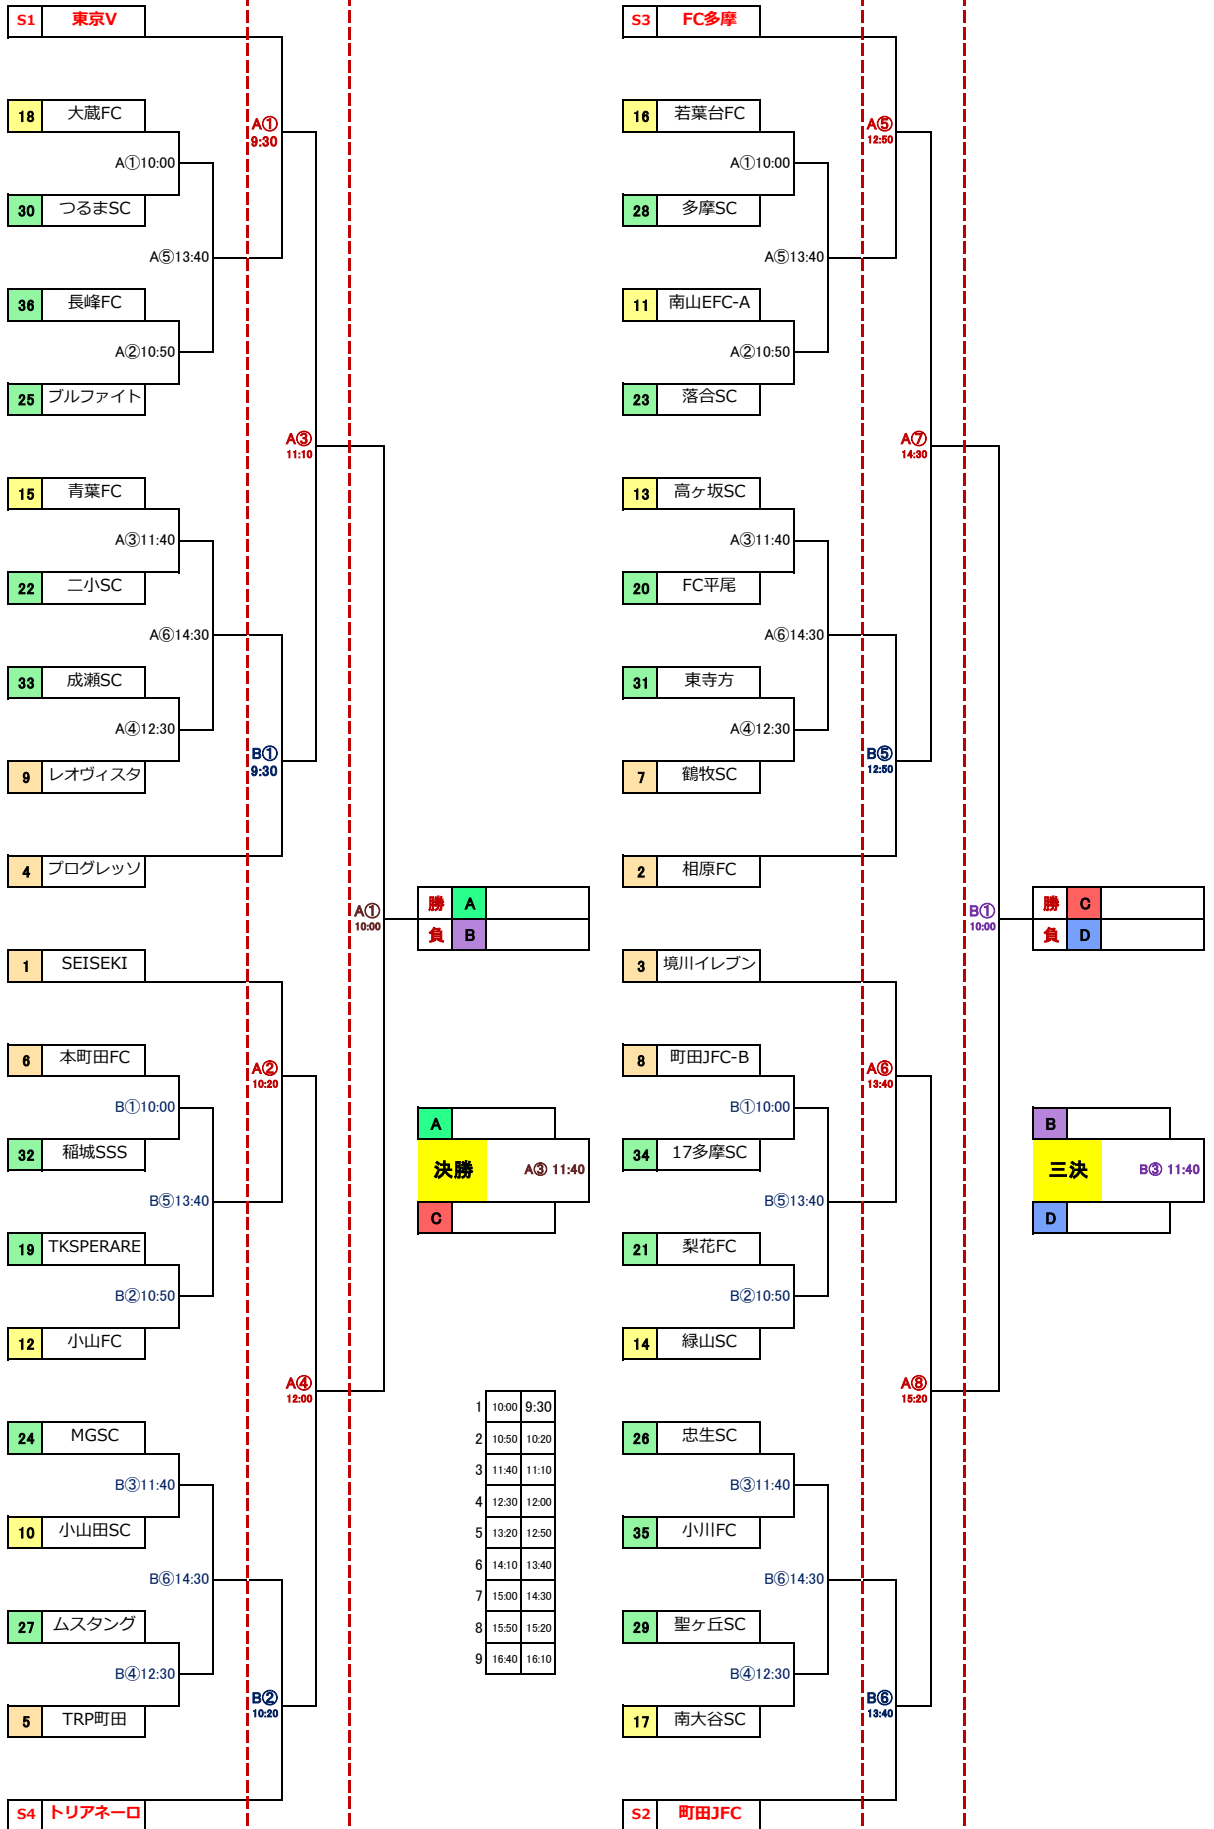 S1 東京V
18 大蔵FC
A① 9:30
A①10:00
30 つるまSC
A⑤13:40
36 長峰FC
A②10:50
25 ブルファイト
A③ 11:10
15 青葉FC
A③11:40
22 二小SC
A⑥14:30
33 成瀬SC
A④12:30
B① 9:30
9 レオヴィスタ
4 プログレッソ
A① 10:00
勝 A
負 B
1 SEISEKI
6 本町田FC
A② 10:20
B①10:00
32 稲城SSS
B⑤13:40
19 TKSPERARE
B②10:50
12 小山FC
A④ 12:00
24 MGSC
B③11:40
10 小山田SC
B⑥14:30
27 ムスタング
B④12:30
B② 10:20
5 TRP町田
S4 トリアネーロ
A
決勝 A③ 11:40
C
1 10:00 9:30
2 10:50 10:20
3 11:40 11:10
4 12:30 12:00
5 13:20 12:50
6 14:10 13:40
7 15:00 14:30
8 15:50 15:20
9 16:40 16:10
S3 FC多摩
16 若葉台FC
A⑤ 12:50
A①10:00
28 多摩SC
A⑤13:40
11 南山EFC-A
A②10:50
23 落合SC
A⑦ 14:30
13 高ヶ坂SC
A③11:40
20 FC平尾
A⑥14:30
31 東寺方
A④12:30
B⑤ 12:50
7 鶴牧SC
2 相原FC
B① 10:00
勝 C
負 D
3 境川イレブン
8 町田JFC-B
A⑥ 13:40
B①10:00
34 17多摩SC
B⑤13:40
21 梨花FC
B②10:50
14 緑山SC
A⑧ 15:20
26 忠生SC
B③11:40
35 小川FC
B⑥14:30
29 聖ヶ丘SC
B④12:30
B⑥ 13:40
17 南大谷SC
S2 町田JFC
B
三決 B③ 11:40
D